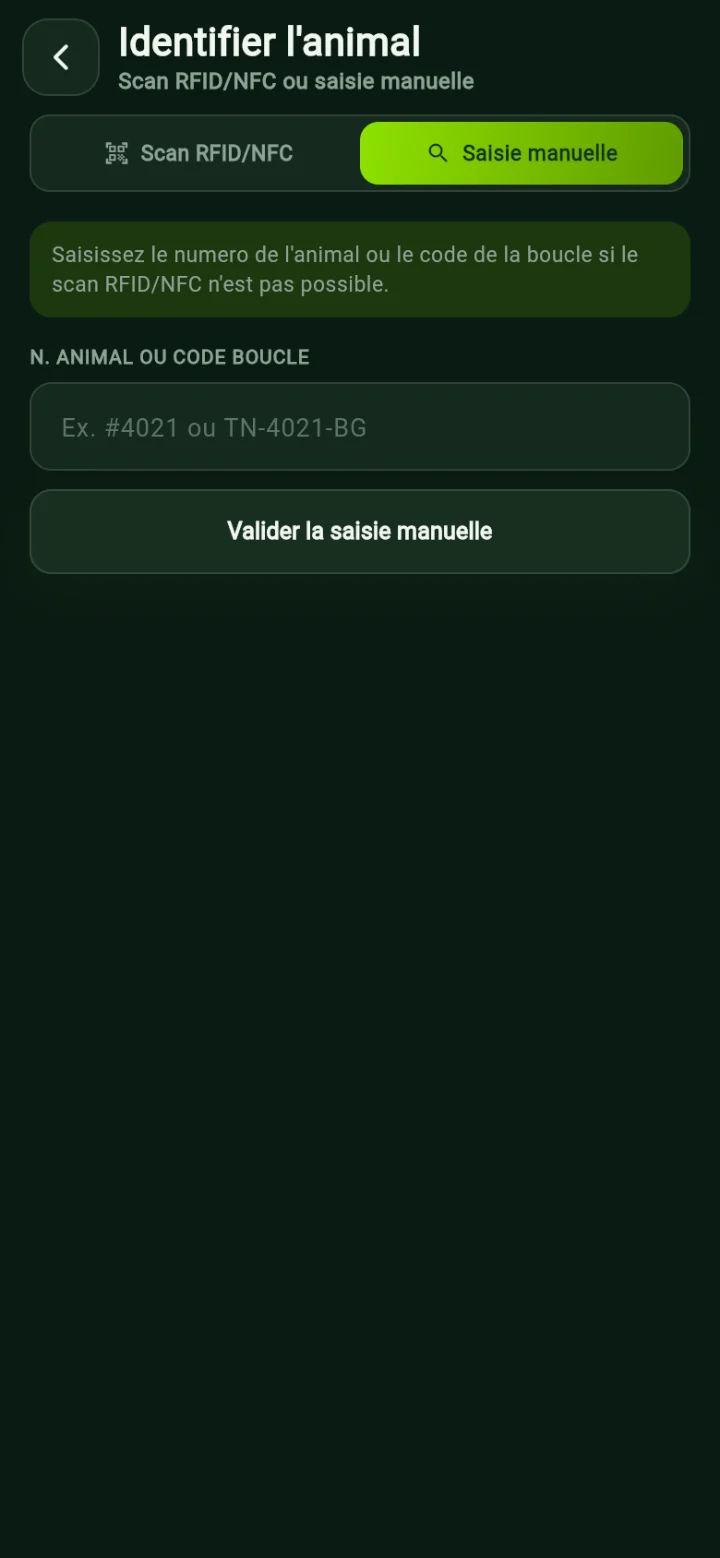 Identifier l'animal
Scan RFID/NFC ou saisie manuelle
Scan RFID/NFC
Saisie manuelle
Saisissez le numero de l'animal ou le code de la boucle si le
scan RFID/NFC n'est pas possible.
N. ANIMAL OU CODE BOUCLE
Ex. #4021 ou TN-4021-BG
Valider la saisie manuelle